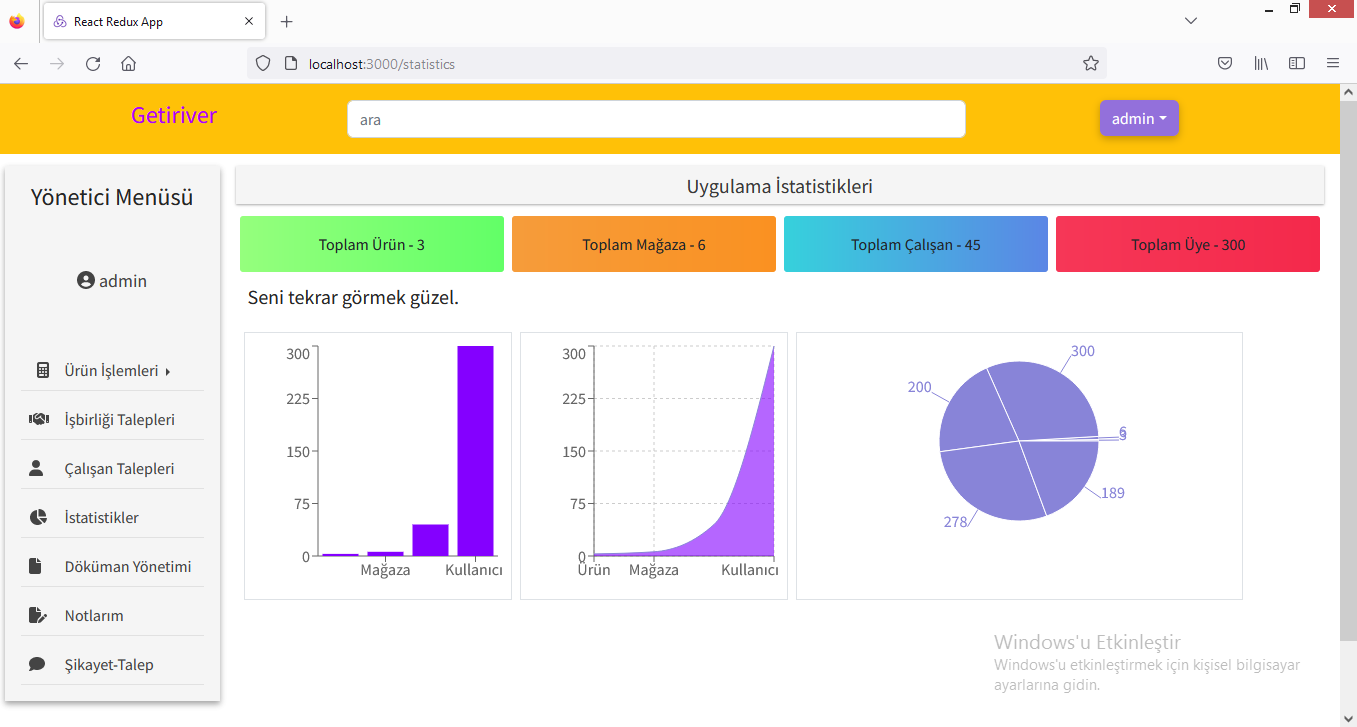 React Redux App
localhost:3000/statistics
Getiriver
ara
admin
Yönetici Menüsü
admin
Ürün İşlemleri
İşbirliği Talepleri
Çalışan Talepleri
İstatistikler
Döküman Yönetimi
Notlarım
Şikayet-Talep
Uygulama İstatistikleri
Toplam Ürün - 3
Toplam Mağaza - 6
Toplam Çalışan - 45
Toplam Üye - 300
Seni tekrar görmek güzel.
300
225
150
75
0
Mağaza Kullanıcı
300
225
150
75
0
Ürün Mağaza Kullanıcı
300
200
6
3
189
278
Windows'u Etkinleştir
Windows'u etkinleştirmek için kişisel bilgisayar
ayarlarına gidin.